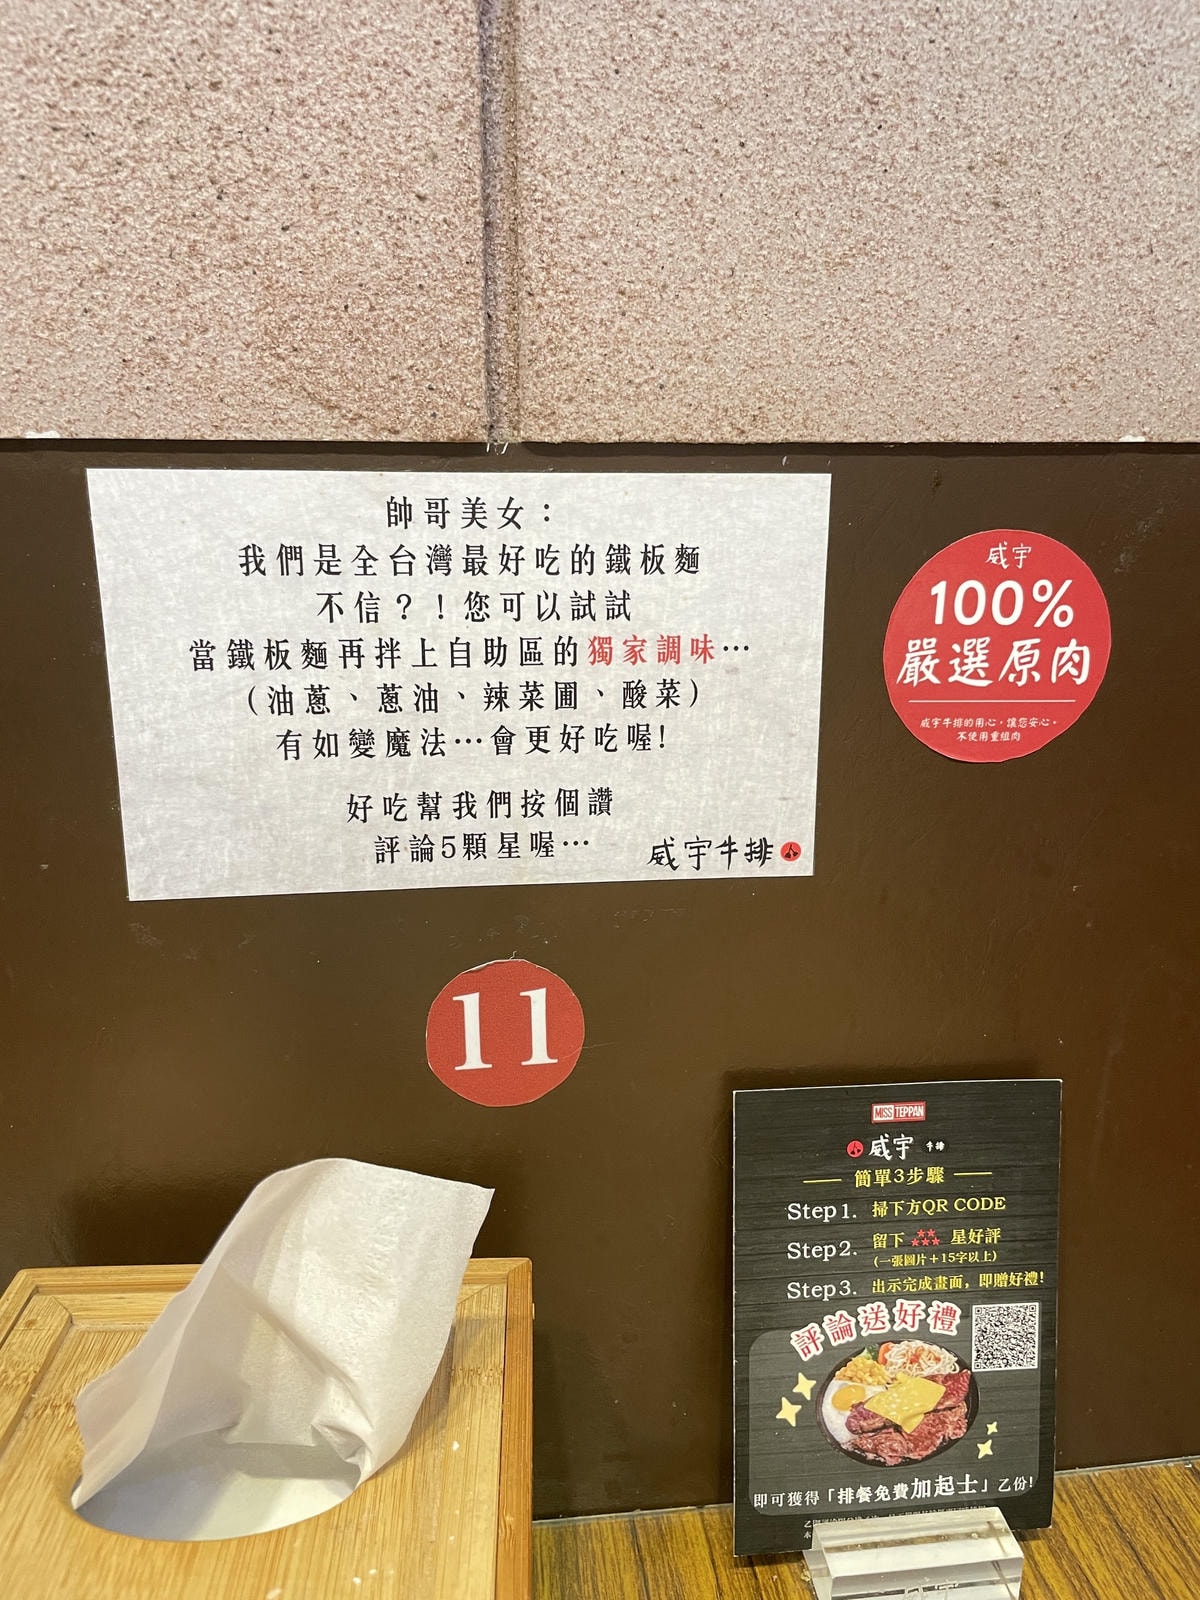 帥哥美女：
我們是全台灣最好吃的鐵板麵
不信？！您可以試試
當鐵板麵再拌上自助區的獨家調味…
（油蔥、蔥油、辣菜圃、酸菜）
有如變魔法…會更好吃喔!
好吃幫我們按個讚
評論5顆星喔…
威宇牛排
威宇
100%
嚴選原肉
威宇牛排的用心，讓您安心。
不使用重組肉
11
MISS TEPPAN
威宇 牛排
簡單3步驟
Step1. 掃下方QR CODE
Step2. 留下 星好評
(一張圖片＋15字以上)
Step3. 出示完成畫面，即贈好禮!
評論送好禮
即可獲得「排餐免費加起士」乙份!
威宇